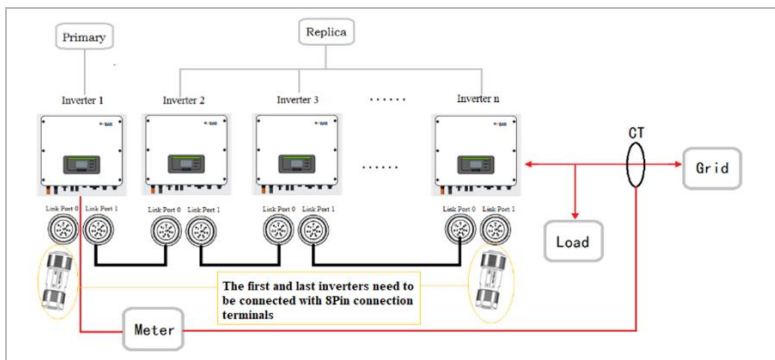 Primary
Replica
Inverter 1
Inverter 2
Inverter 3
......
Inverter n
CT
Grid
......
Link Port 0
Link Port 1
Link Port 0
Link Port 1
Link Port 0
Link Port 1
Link Port 0
Link Port 1
Load
The first and last inverters need to
be connected with 8Pin connection
terminals
Meter